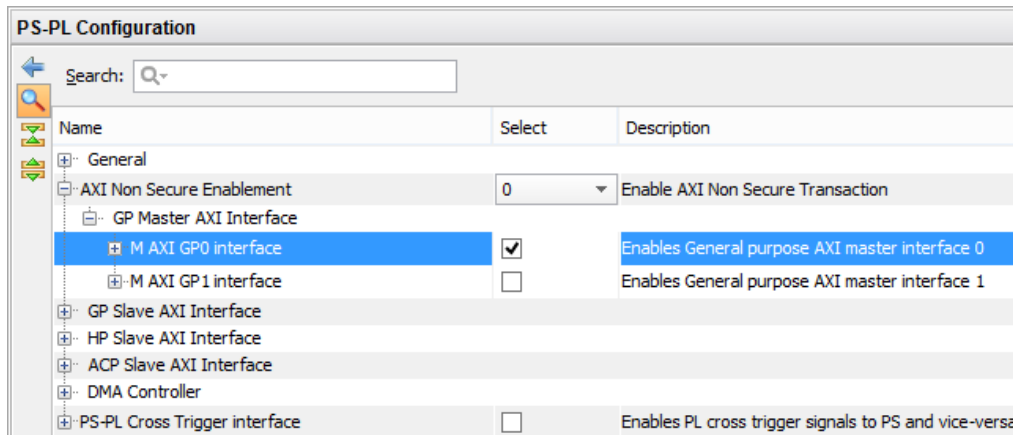 PS-PL Configuration
Search:
Name Select Description
General
AXI Non Secure Enablement 0 Enable AXI Non Secure Transaction
GP Master AXI Interface
M AXI GP0 interface Enables General purpose AXI master interface 0
M AXI GP1 interface Enables General purpose AXI master interface 1
GP Slave AXI Interface
HP Slave AXI Interface
ACP Slave AXI Interface
DMA Controller
PS-PL Cross Trigger interface Enables PL cross trigger signals to PS and vice-versa